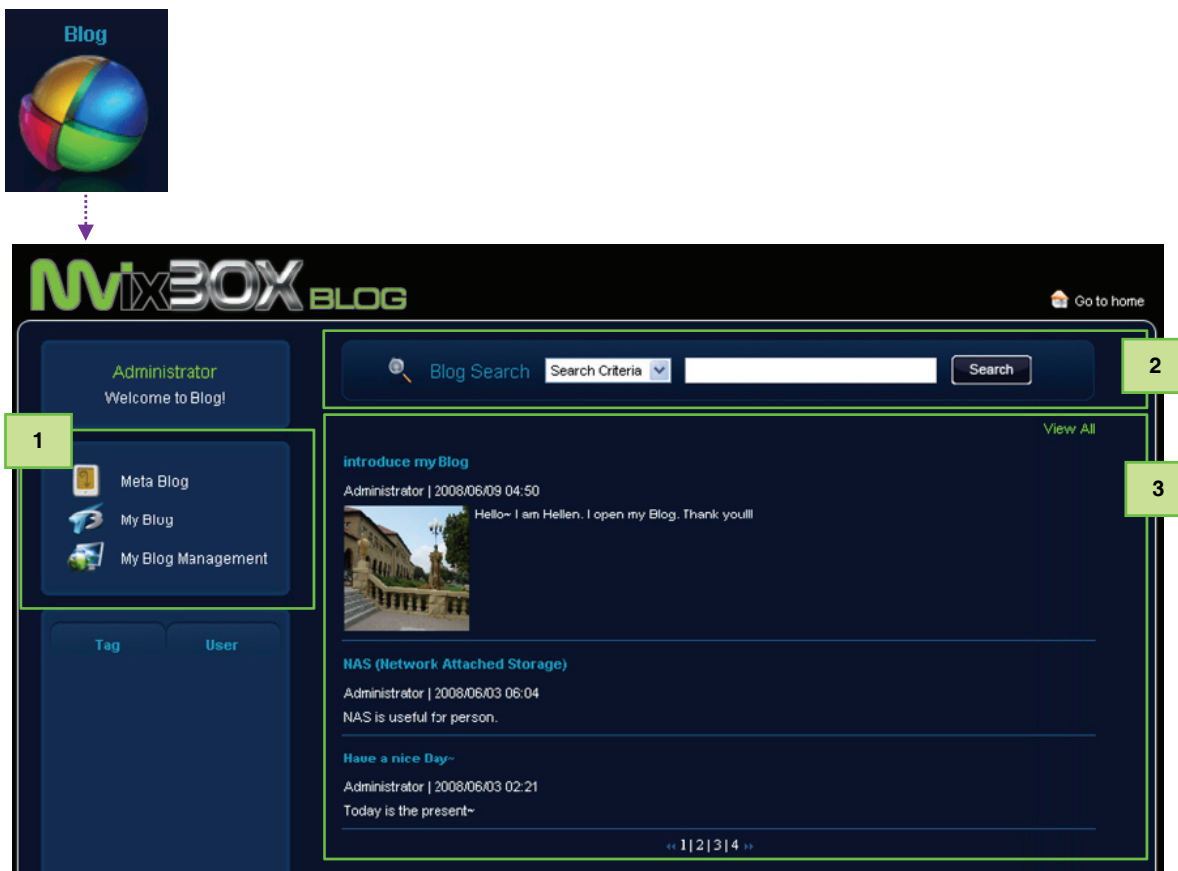 Blog
MvixBOX BLOG
Go to home
Administrator
Welcome to Blog!
1
Meta Blog
My Blog
My Blog Management
Tag User
Blog Search Search Criteria Search
2
View All
3
introduce my Blog
Administrator | 2008/06/09 04:50
Hello~ I am Hellen. I open my Blog. Thank you!!!
NAS (Network Attached Storage)
Administrator | 2008/06/03 06:04
NAS is useful for person.
Have a nice Day~
Administrator | 2008/06/03 02:21
Today is the present~
‹‹ 1|2|3|4 ››